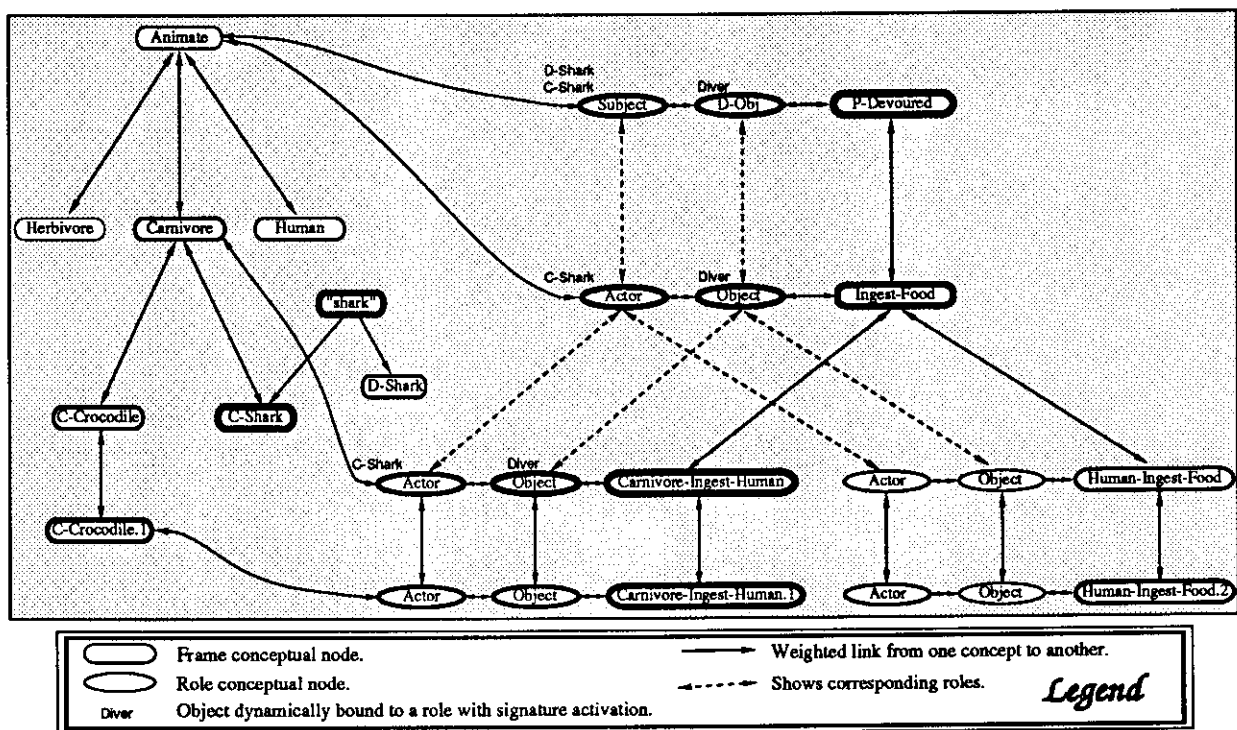 Animate
D-Shark
C-Shark
Diver
Subject
D-Obj
P-Devoured
Herbivore
Carnivore
Human
C-Shark
Diver
Actor
Object
Ingest-Food
"shark"
D-Shark
C-Crocodile
C-Shark
C-Shark
Diver
Actor
Object
Carnivore-Ingest-Human
Actor
Object
Human-Ingest-Food
C-Crocodile.1
Actor
Object
Carnivore-Ingest-Human.1
Actor
Object
Human-Ingest-Food.2
Frame conceptual node.
Weighted link from one concept to another.
Role conceptual node.
Shows corresponding roles.
Legend
Diver
Object dynamically bound to a role with signature activation.